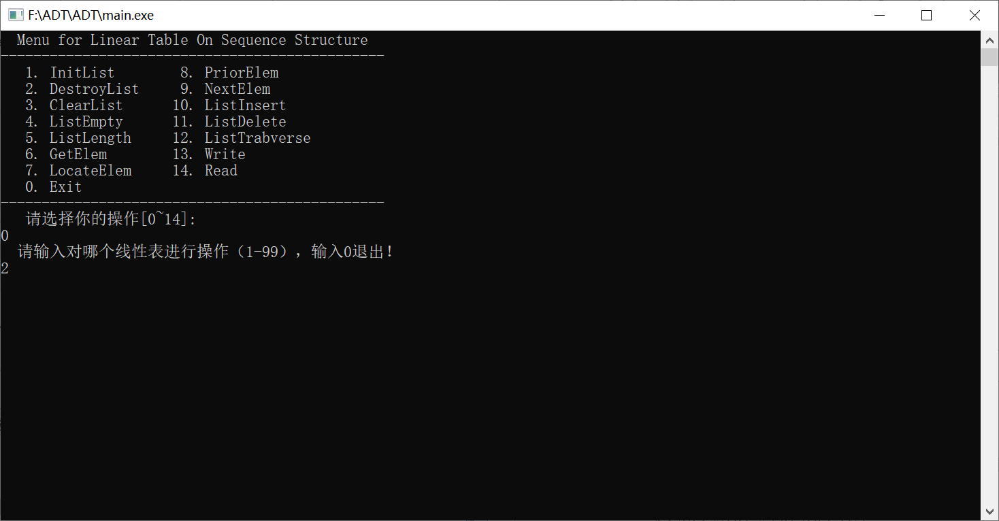 F:\ADT\ADT\main.exe
Menu for Linear Table On Sequence Structure
-----------------------------------------------
1. InitList 8. PriorElem
2. DestroyList 9. NextElem
3. ClearList 10. ListInsert
4. ListEmpty 11. ListDelete
5. ListLength 12. ListTrabverse
6. GetElem 13. Write
7. LocateElem 14. Read
0. Exit
-----------------------------------------------
请选择你的操作[0~14]:
0
请输入对哪个线性表进行操作（1-99），输入0退出！
2